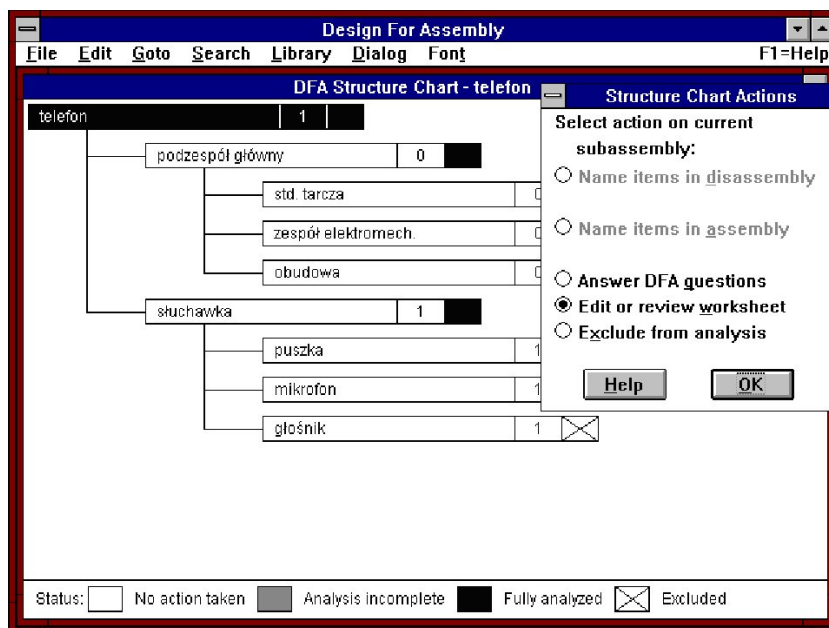 Design For Assembly
File Edit Goto Search Library Dialog Font F1=Help
DFA Structure Chart - telefon
telefon 1
podzespół główny 0
std. tarcza 0
zespół elektromech. 0
obudowa 0
słuchawka 1
puszka 1
mikrofon 1
głośnik 1
Structure Chart Actions
Select action on current
subassembly:
Name items in disassembly
Name items in assembly
Answer DFA questions
Edit or review worksheet
Exclude from analysis
Help OK
Status: No action taken Analysis incomplete Fully analyzed Excluded